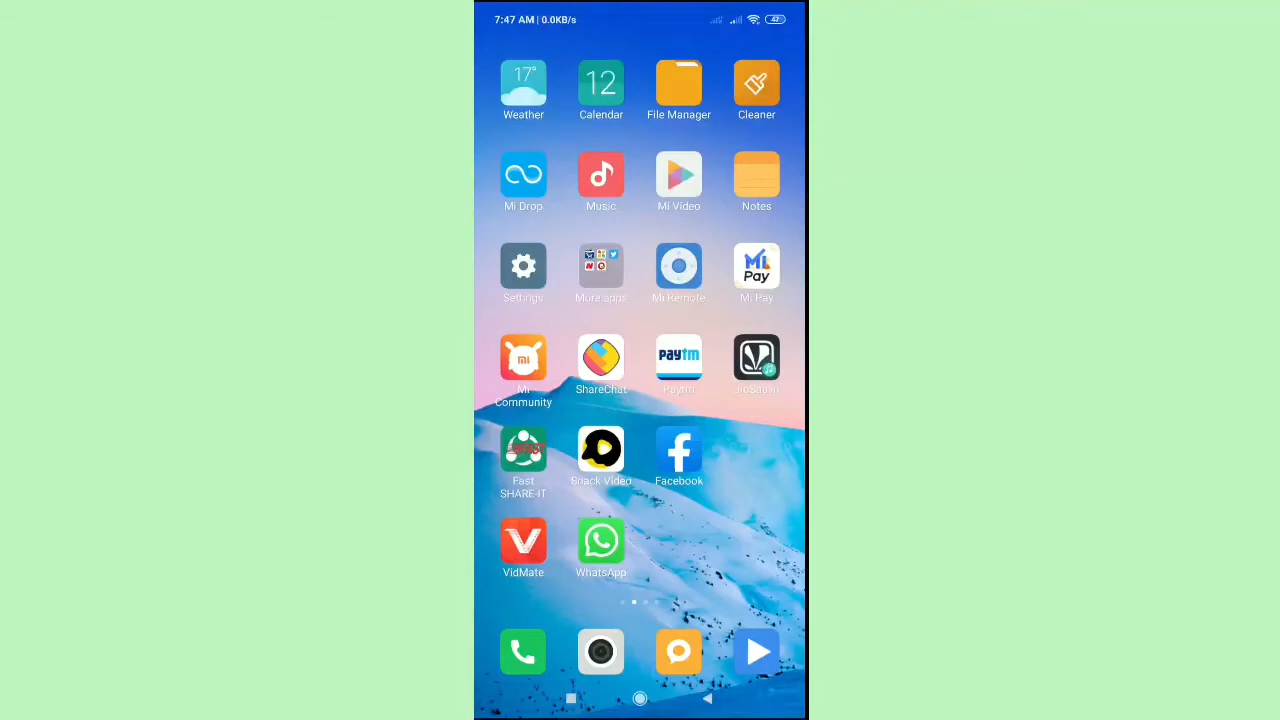 7:47 AM | 0.0KB/s
42
17°
12
Weather
Calendar
File Manager
Cleaner
Mi Drop
Music
Mi Video
Notes
Mi
Pay
Settings
More apps
Mi Remote
Mi Pay
mi
paytm
Mi
Community
ShareChat
Paytm
JioSaavn
Fast
SHARE-IT
Snack Video
Facebook
VidMate
WhatsApp